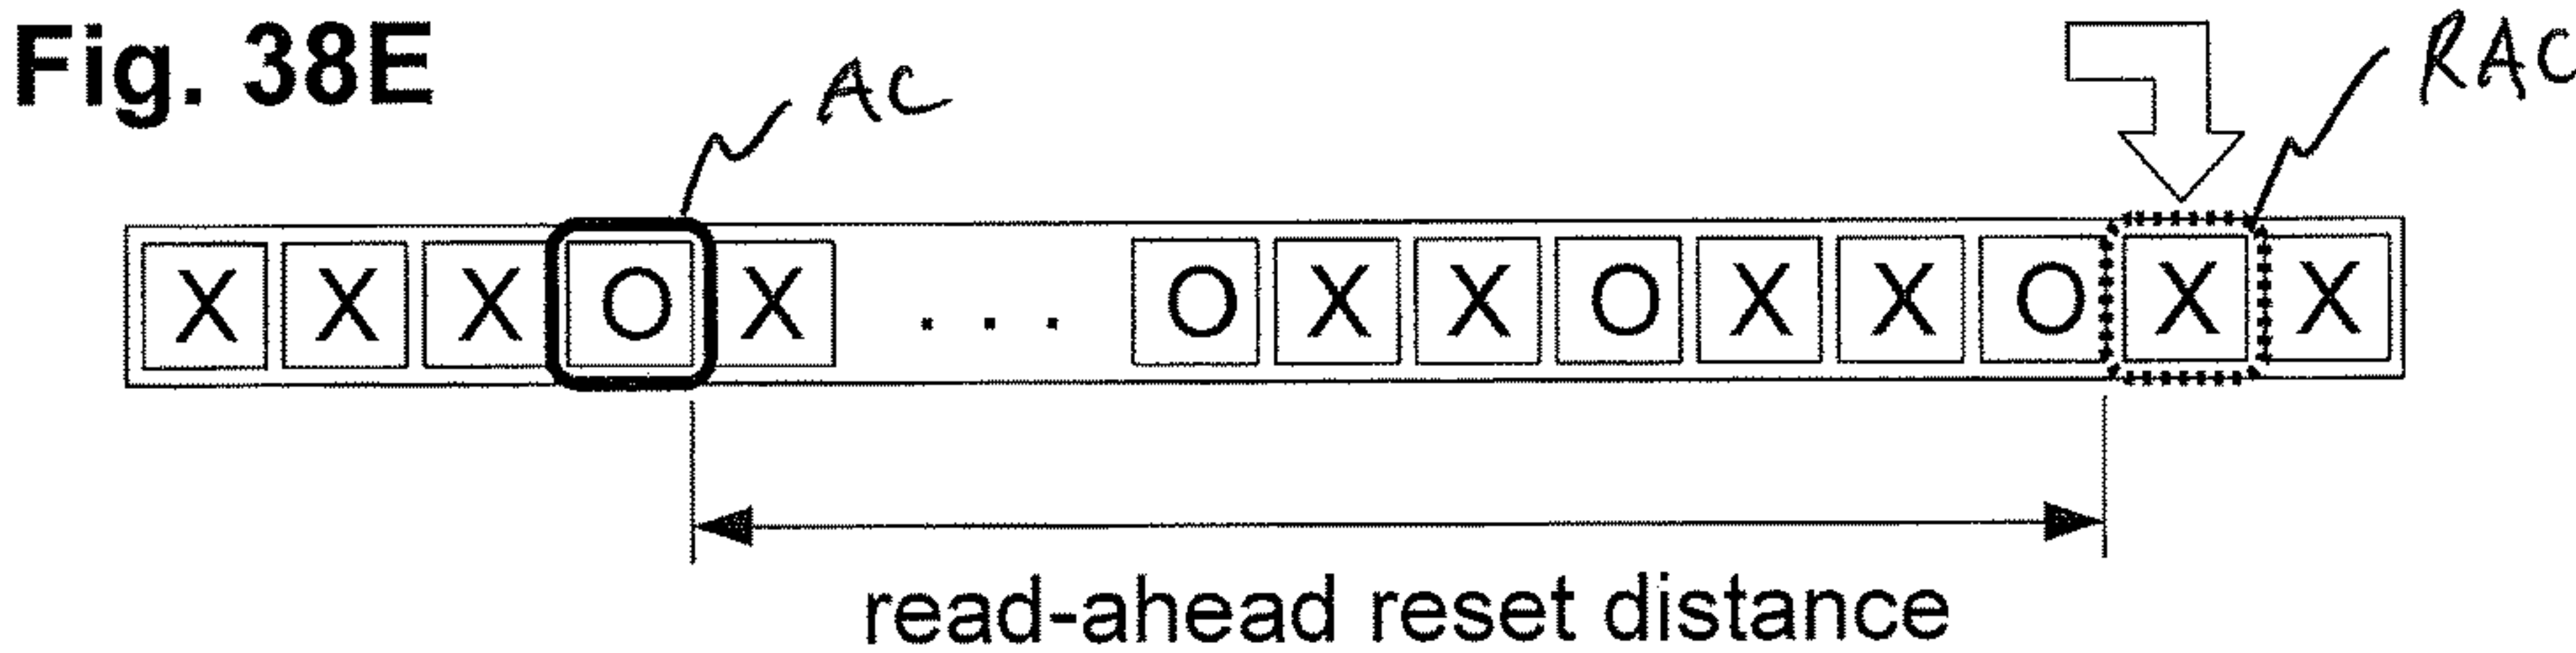 Fig. 38E
AC
RAC
X X X O X . . . O X X O X X O X X
read-ahead reset distance